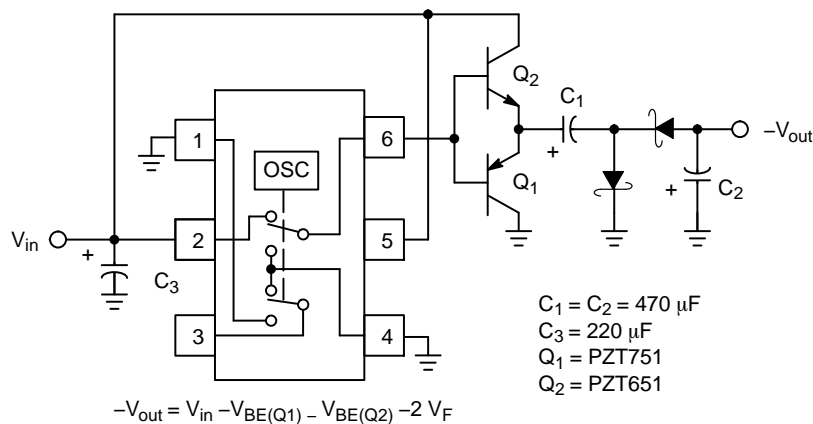 Q2
C1
1
6
OSC
−Vout
Q1
+
Vin
2
5
+
C2
+
C3
3
4
C1 = C2 = 470 μF
C3 = 220 μF
Q1 = PZT751
Q2 = PZT651
−Vout = Vin −VBE(Q1) − VBE(Q2) −2 VF